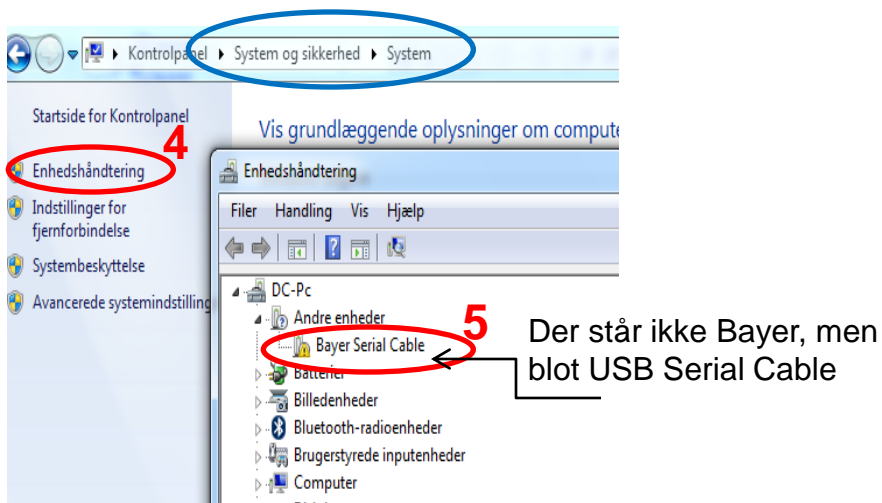 Kontrolpanel ▸ System og sikkerhed ▸ System
Startside for Kontrolpanel
4
Enhedshåndtering
Indstillinger for
fjernforbindelse
Systembeskyttelse
Avancerede systemindstilling
Vis grundlæggende oplysninger om compute
Enhedshåndtering
Filer Handling Vis Hjælp
DC-Pc
Andre enheder
5
Bayer Serial Cable
Batterier
Billedenheder
Bluetooth-radioenheder
Brugerstyrede inputenheder
Computer
Der står ikke Bayer, men
blot USB Serial Cable